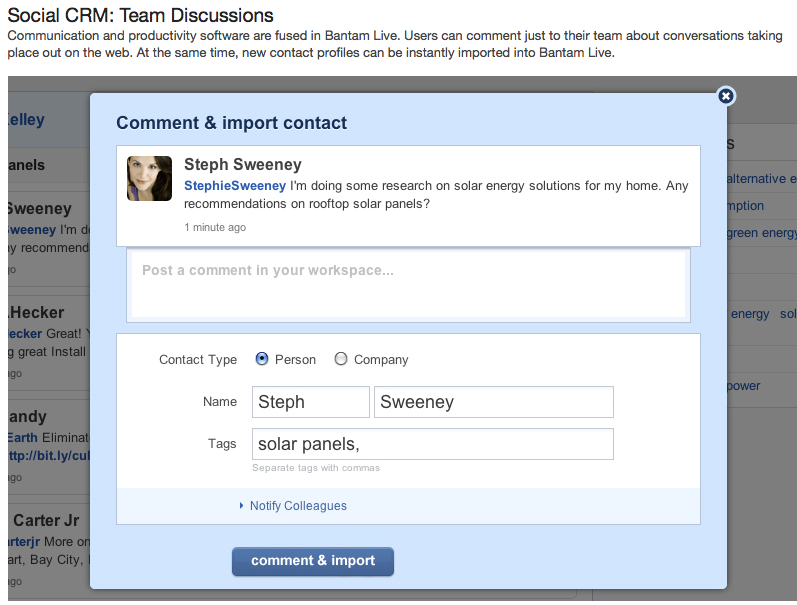 Social CRM: Team Discussions
Communication and productivity software are fused in Bantam Live. Users can comment just to their team about conversations taking
place out on the web. At the same time, new contact profiles can be instantly imported into Bantam Live.
Comment & import contact
Steph Sweeney
StephieSweeney I'm doing some research on solar energy solutions for my home. Any
recommendations on rooftop solar panels?
1 minute ago
Post a comment in your workspace...
Contact Type Person Company
Name Steph Sweeney
Tags solar panels,
Separate tags with commas
Notify Colleagues
comment & import
elley
anels
Sweeney
Sweeney I'm d
ny recommend
go
.Hecker
ecker Great!
g great Install
ago
andy
Earth Eliminat
ttp://bit.ly/cul
ago
Carter Jr
arterjr More on
art, Bay City,
ago
s
alternative e
mption
green energy
energy sol
power